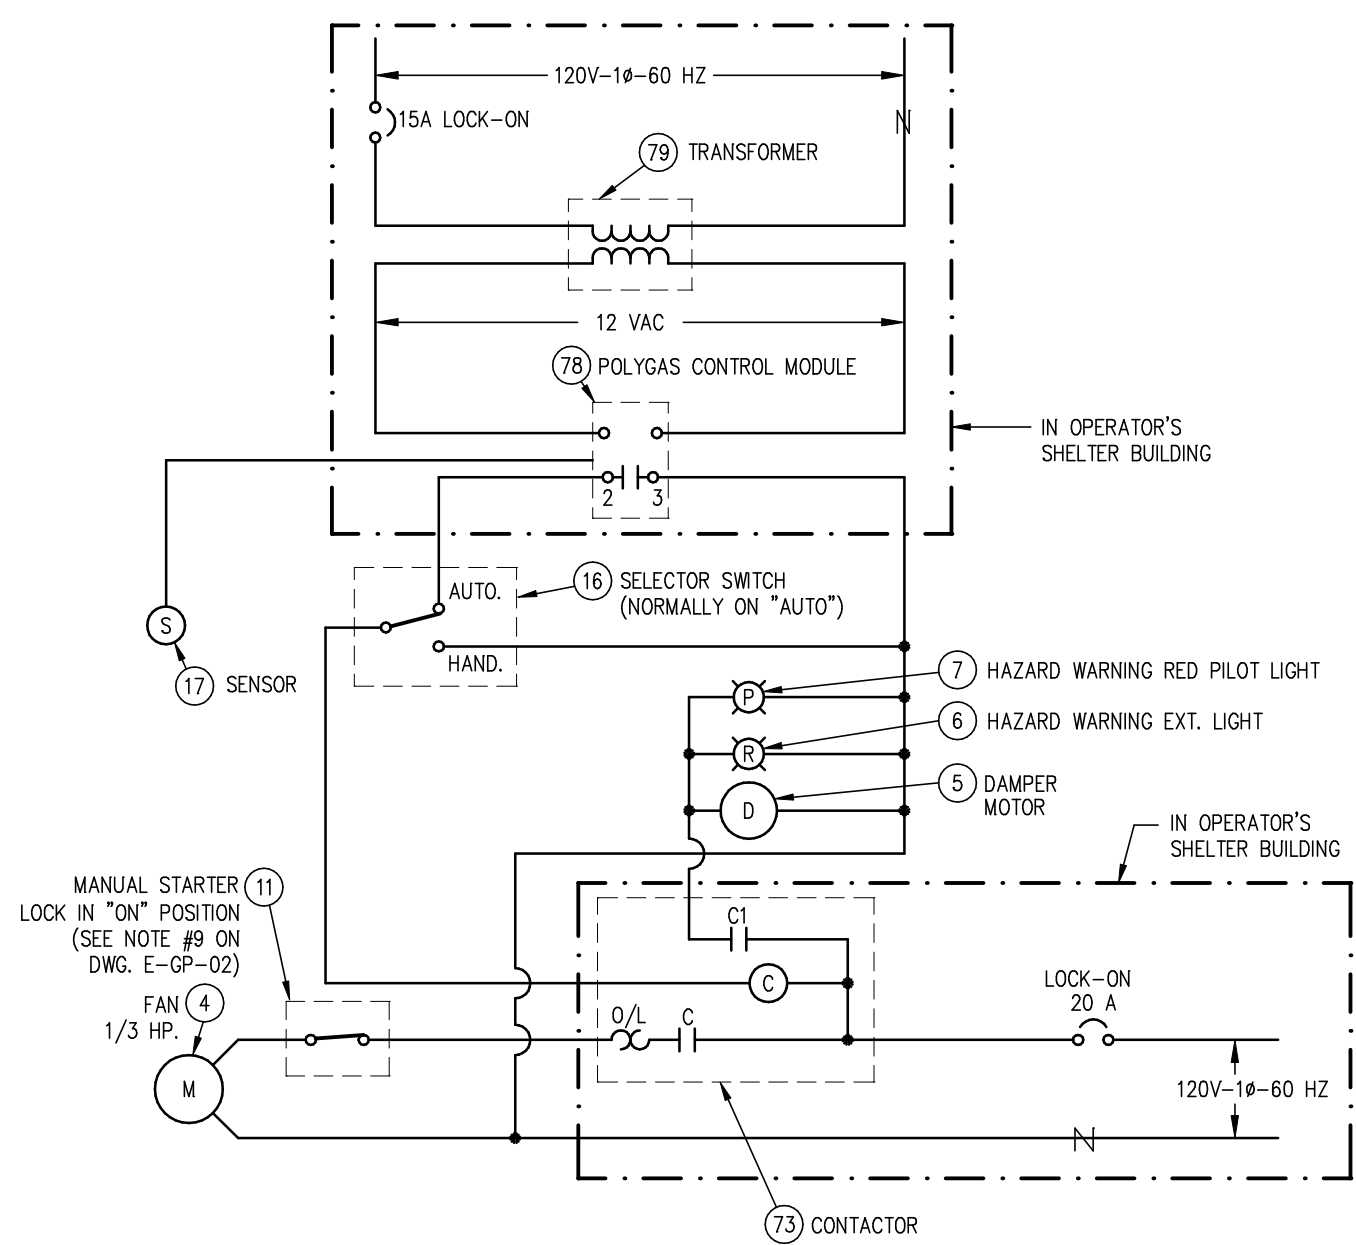 120V-1ø-60 HZ
15A LOCK-ON
N
79 TRANSFORMER
12 VAC
78 POLYGAS CONTROL MODULE
IN OPERATOR'S
SHELTER BUILDING
2 3
AUTO.
16 SELECTOR SWITCH
(NORMALLY ON "AUTO")
S
HAND.
17 SENSOR
7 HAZARD WARNING RED PILOT LIGHT
P
6 HAZARD WARNING EXT. LIGHT
R
5 DAMPER
MOTOR
D
IN OPERATOR'S
SHELTER BUILDING
MANUAL STARTER 11
LOCK IN "ON" POSITION
(SEE NOTE #9 ON
DWG. E-GP-02)
C1
C
LOCK-ON
20 A
FAN 4
1/3 HP.
O/L C
M
120V-1ø-60 HZ
N
73 CONTACTOR